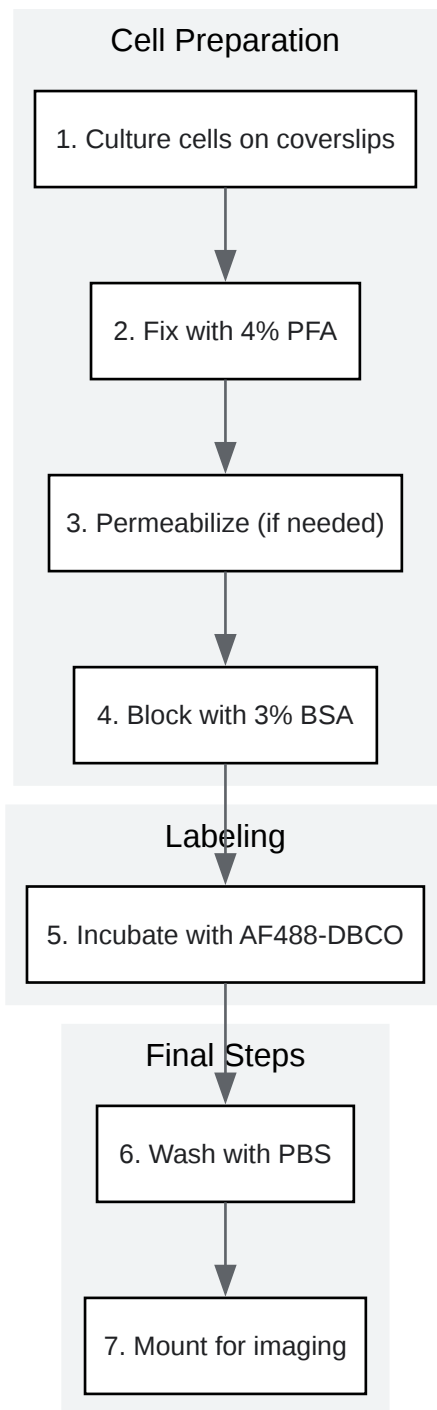 Cell Preparation
1. Culture cells on coverslips
2. Fix with 4% PFA
3. Permeabilize (if needed)
4. Block with 3% BSA
Labeling
5. Incubate with AF488-DBCO
Final Steps
6. Wash with PBS
7. Mount for imaging